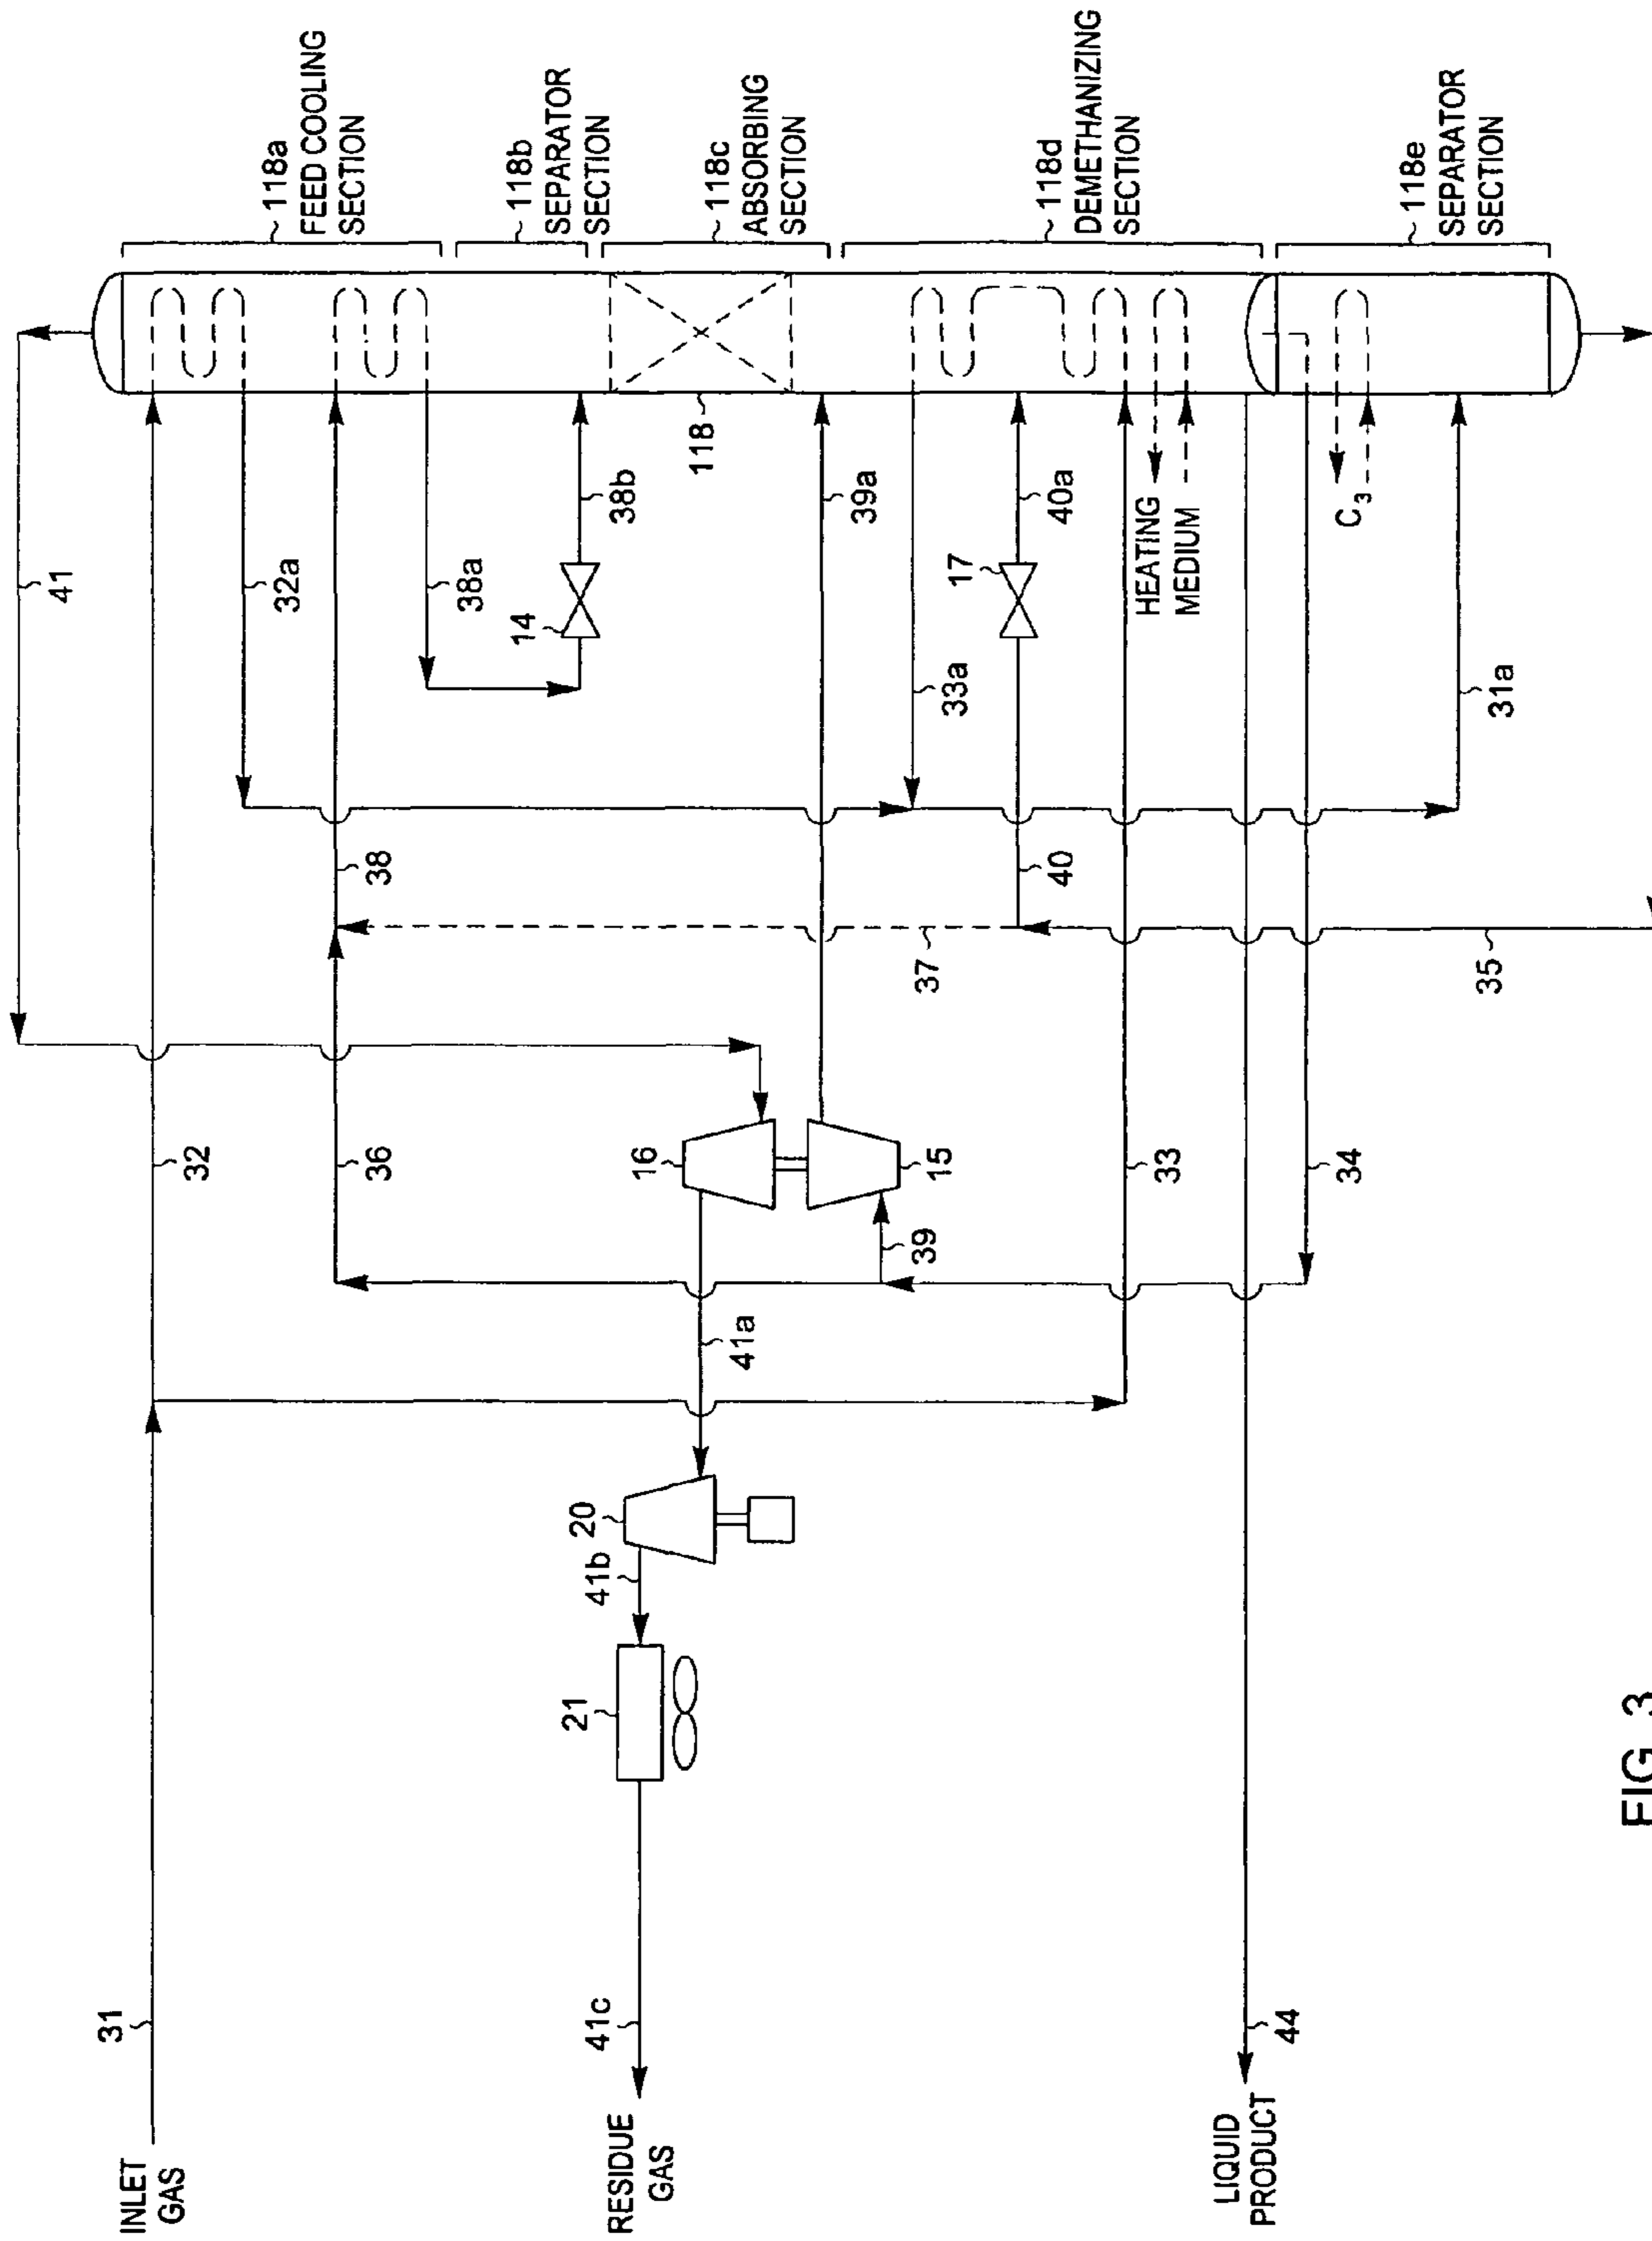 118a
FEED COOLING
SECTION
118b
SEPARATOR
SECTION
118c
ABSORBING
SECTION
118d
DEMETHANIZING
SECTION
118e
SEPARATOR
SECTION
41
32a
38a
14
38b
118
39a
33a
17
40a
HEATING
MEDIUM
C3
31a
38
37
40
35
32
36
16
15
39
33
34
41a
20
41b
21
31
41c
44
INLET
GAS
RESIDUE
GAS
LIQUID
PRODUCT
FIG. 3